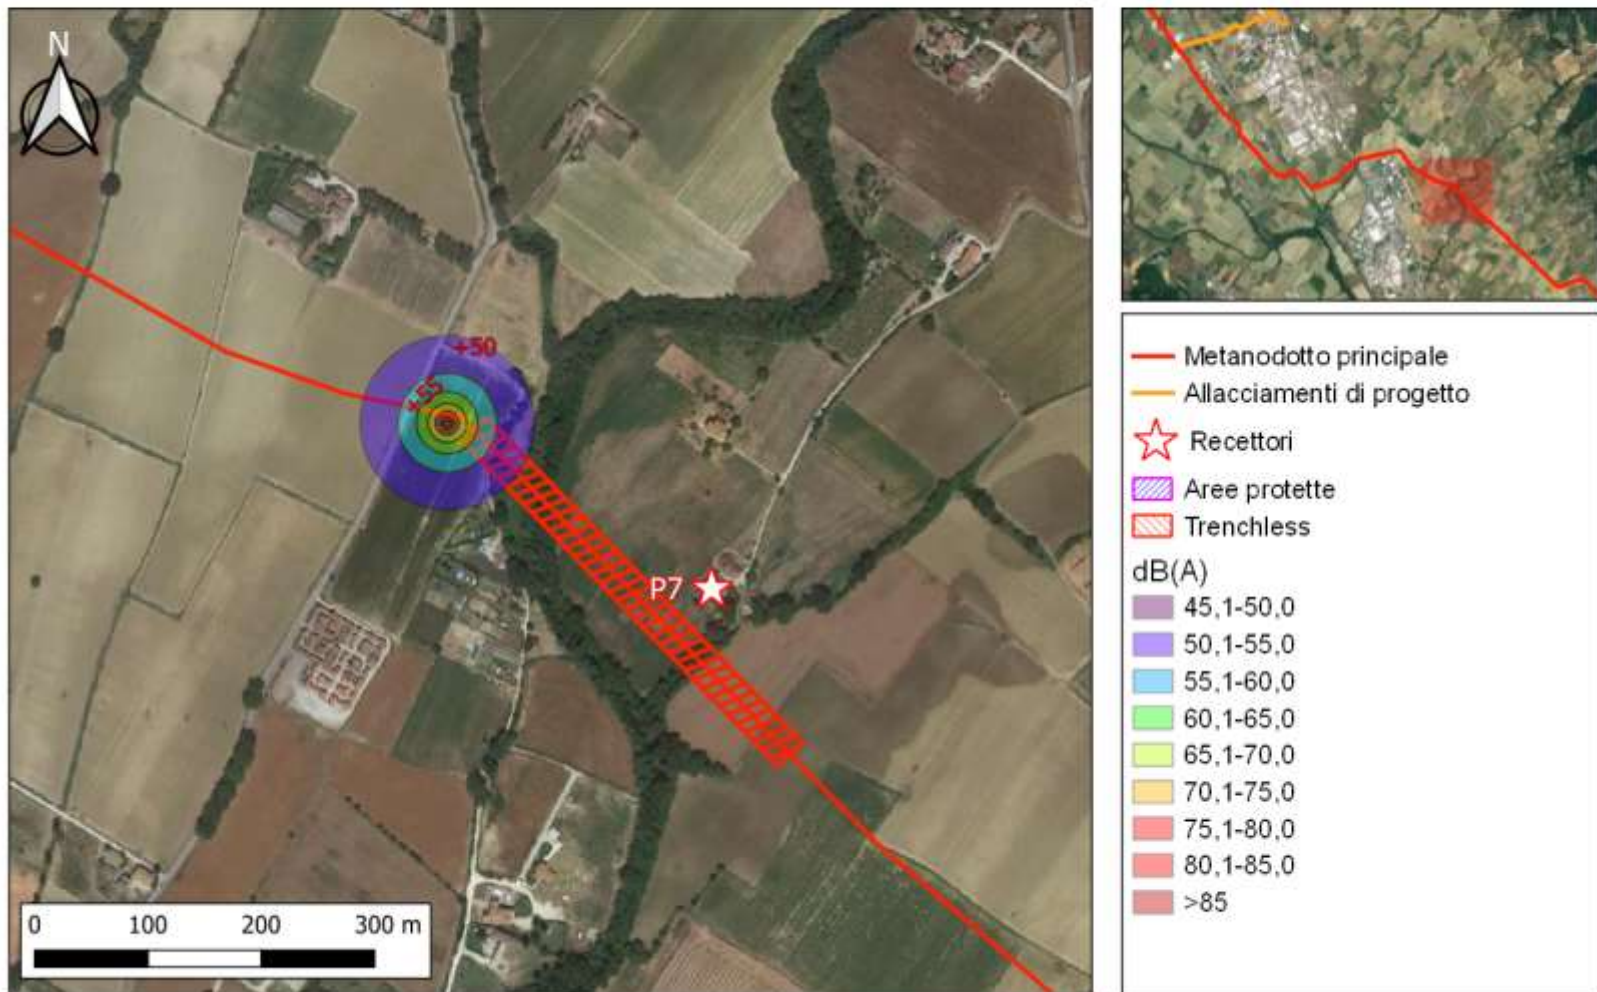 N
+50
+55
P7
0 100 200 300 m
Metanodotto principale
Allacciamenti di progetto
Recettori
Aree protette
Trenchless
dB(A)
45,1-50,0
50,1-55,0
55,1-60,0
60,1-65,0
65,1-70,0
70,1-75,0
75,1-80,0
80,1-85,0
>85